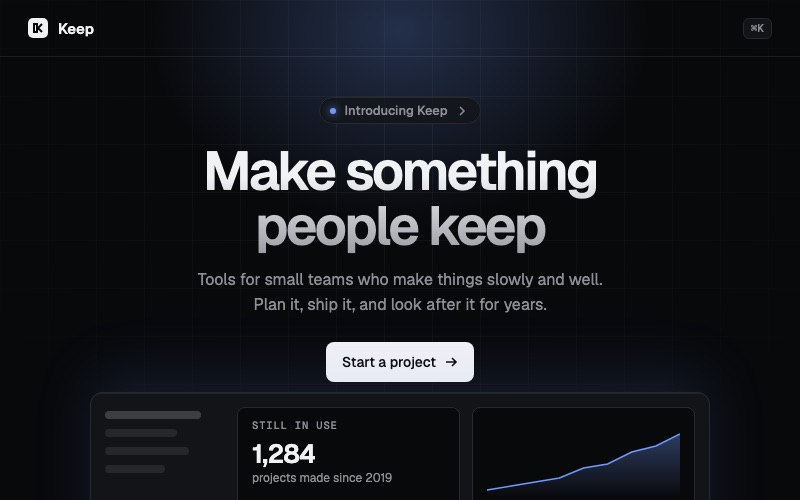 Keep
⌘K
Introducing Keep
Make something
people keep
Tools for small teams who make things slowly and well.
Plan it, ship it, and look after it for years.
Start a project →
STILL IN USE
1,284
projects made since 2019